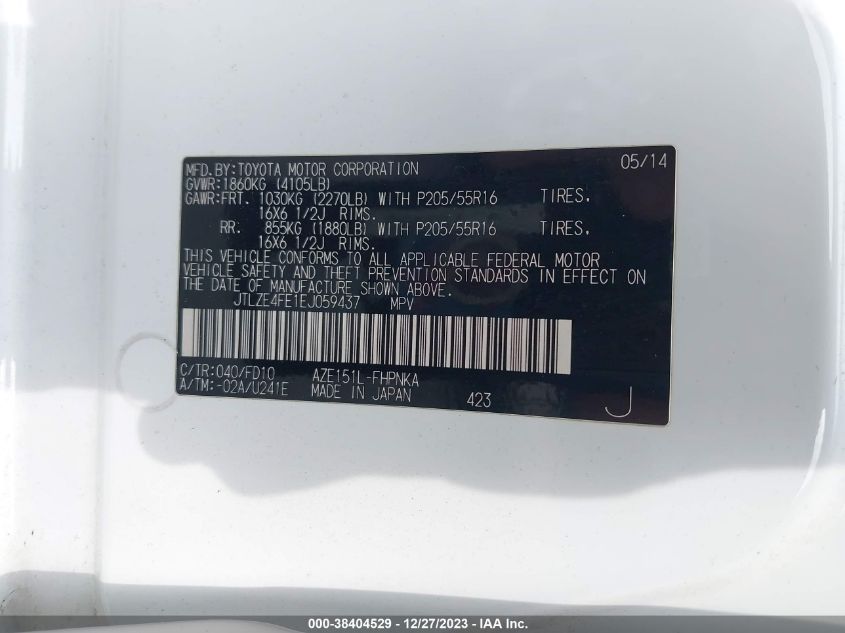 MFD.BY:TOYOTA MOTOR CORPORATION 05/14
GVWR:1860KG (4105LB)
GAWR:FRT. 1030KG (2270LB) WITH P205/55R16 TIRES.
16X6 1/2J RIMS.
RR. 855KG (1880LB) WITH P205/55R16 TIRES.
16X6 1/2J RIMS.
THIS VEHICLE CONFORMS TO ALL APPLICABLE FEDERAL MOTOR
VEHICLE SAFETY AND THEFT PREVENTION STANDARDS IN EFFECT ON
THE DATE OF MANUFACTURE SHOWN ABOVE.
JTLZE4FE1EJ059437 MPV
C/TR:040/FD10 AZE151L-FHPNKA
A/TM:-02A/U241E MADE IN JAPAN 423 J
000-38404529 - 12/27/2023 - IAA Inc.